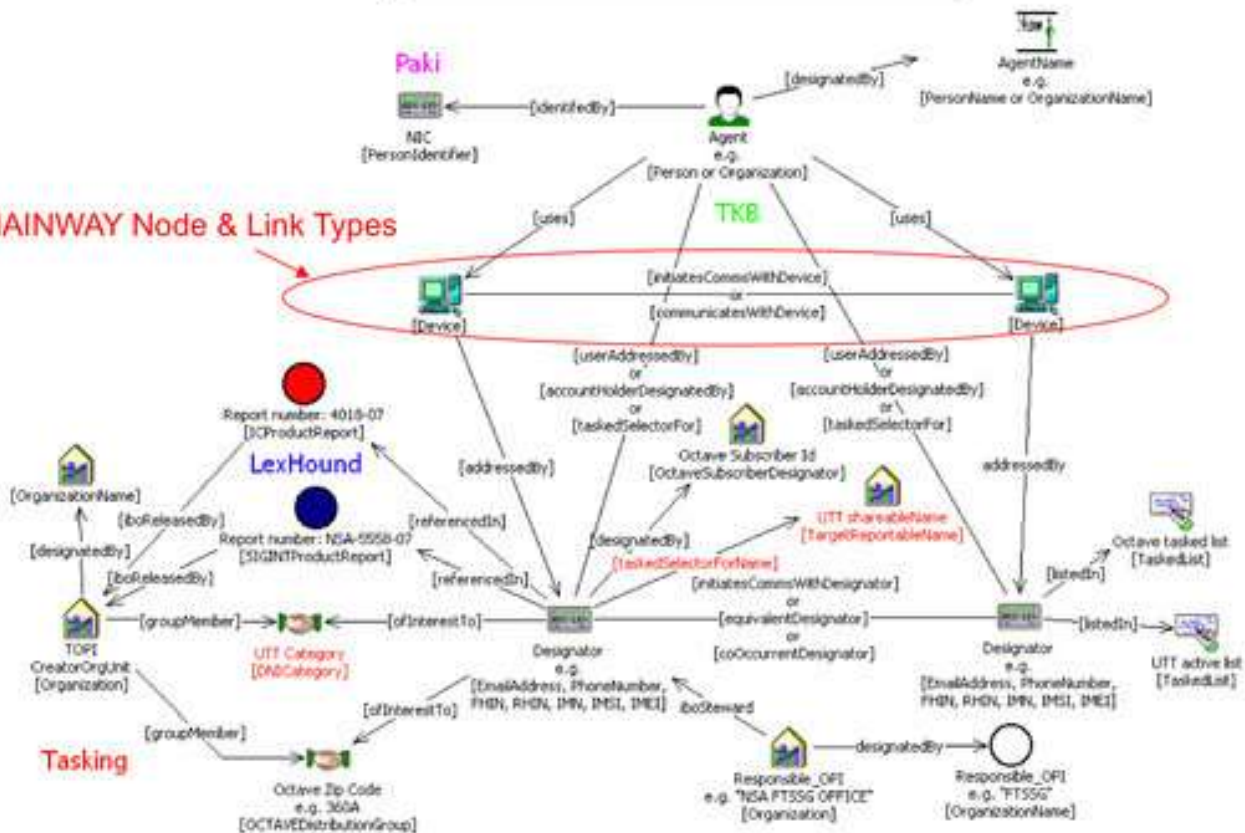 :Raw
AgentName
e.g.
[PersonName or OrganizationName]
[designatedBy]
Paki
[identifedBy]
NIC
[PersonIdentifier]
Agent
e.g.
[Person or Organization]
TKB
[uses]
[uses]
AINWAY Node & Link Types
[initiatesCommsWithDevice]
or
[communicatesWithDevice]
[Device]
[Device]
[userAddressedBy]
or
[accountHolderDesignatedBy]
or
[taskedSelectorFor]
[userAddressedBy]
or
[accountHolderDesignatedBy]
or
[taskedSelectorFor]
Report number: 4018-07
[ICProductReport]
LexHound
Octave Subscriber Id
[OctaveSubscriberDesignator]
[addressedBy]
addressedBy
[OrganizationName]
[iboReleasedBy]
[referencedIn]
UTT shareableName
[TargetReportableName]
Octave tasked list
[TaskedList]
[designatedBy]
Report number: NSA-5558-07
[SIGINTProductReport]
[designatedBy]
[taskedSelectorForName]
[iboReleasedBy]
[referencedIn]
[initiatesCommsWithDesignator]
or
[equivalentDesignator]
or
[coOccurrentDesignator]
[listedIn]
[groupMember]
[ofInterestTo]
[listedIn]
TOPI
CreatorOrgUnit
[Organization]
UTT Category
[DNICategory]
Designator
e.g.
[EmailAddress, PhoneNumber,
FHIN, RHIN, IMN, IMSI, IMEI]
Designator
e.g.
[EmailAddress, PhoneNumber,
FHIN, RHIN, IMN, IMSI, IMEI]
UTT active list
[TaskedList]
[ofInterestTo]
iboSteward
[groupMember]
Tasking
designatedBy
Octave Zip Code
e.g. 360A
[OCTAVEDistributionGroup]
Responsible_OPI
e.g. "NSA FTSSG OFFICE"
[Organization]
Responsible_OPI
e.g. "FTSSG"
[OrganizationName]